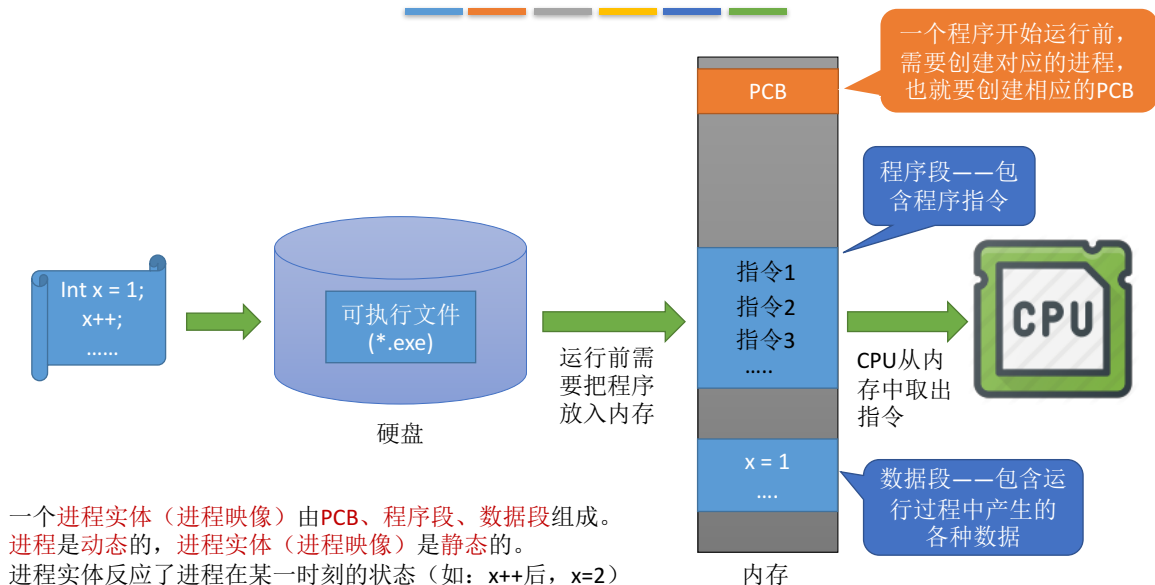 一个程序开始运行前，
需要创建对应的进程，
也就要创建相应的PCB
PCB
程序段——包
含程序指令
Int x = 1;
x++;
……
可执行文件
(*.exe)
硬盘
运行前需
要把程序
放入内存
指令1
指令2
指令3
…..
CPU从内
存中取出
指令
CPU
x = 1
….
数据段——包含运
行过程中产生的
各种数据
内存
一个进程实体（进程映像）由PCB、程序段、数据段组成。
进程是动态的，进程实体（进程映像）是静态的。
进程实体反应了进程在某一时刻的状态（如：x++后，x=2）